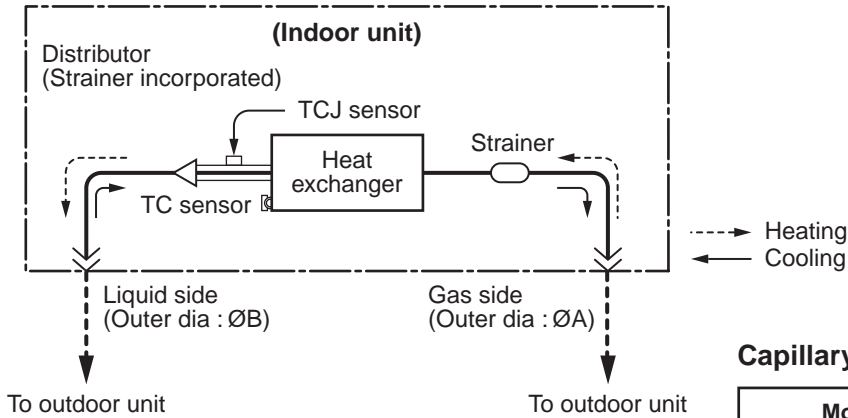 (Indoor unit)
Distributor
(Strainer incorporated)
TCJ sensor
Strainer
Heat
exchanger
TC sensor
Heating
Cooling
Liquid side
(Outer dia : ØB)
Gas side
(Outer dia : ØA)
To outdoor unit
To outdoor unit
Capillary